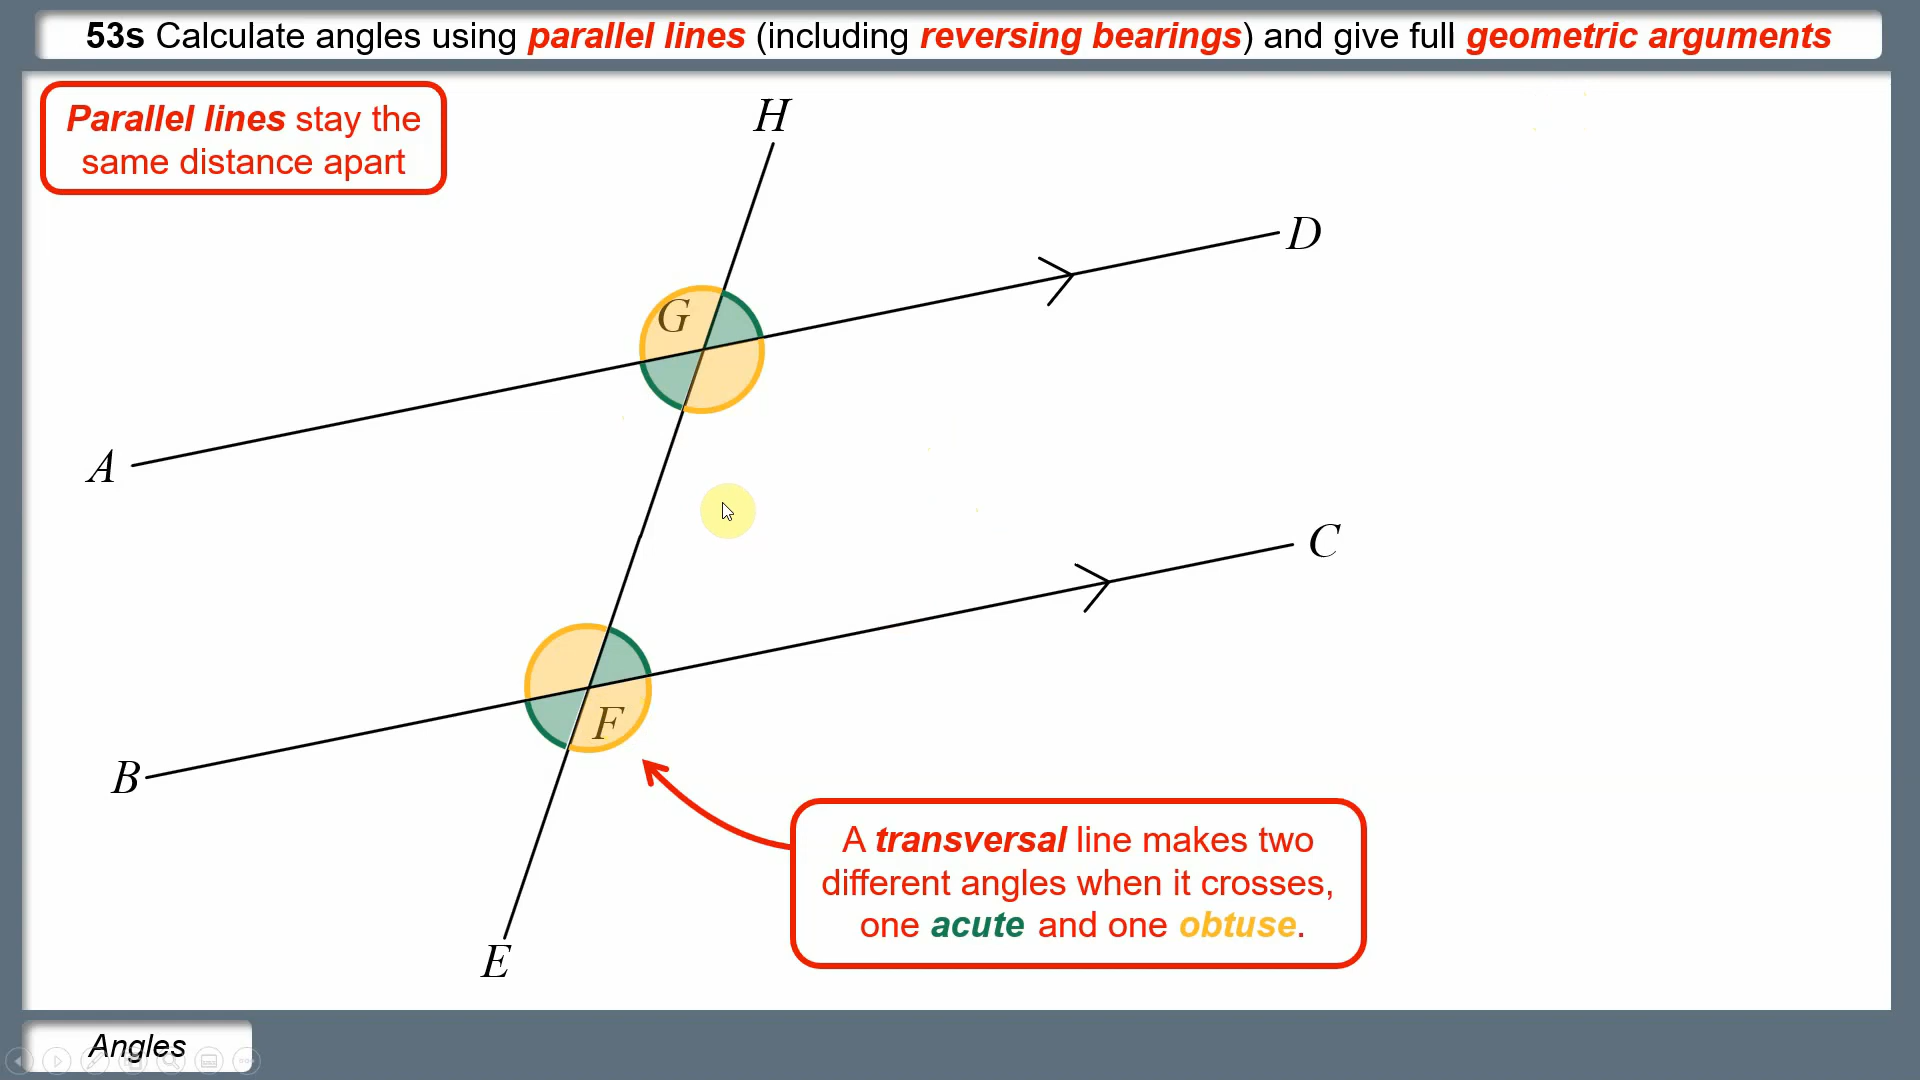 53s Calculate angles using parallel lines (including reversing bearings) and give full geometric arguments
Parallel lines stay the
same distance apart
H
D
G
A
C
F
B
A transversal line makes two
different angles when it crosses,
one acute and one obtuse.
E
Angles